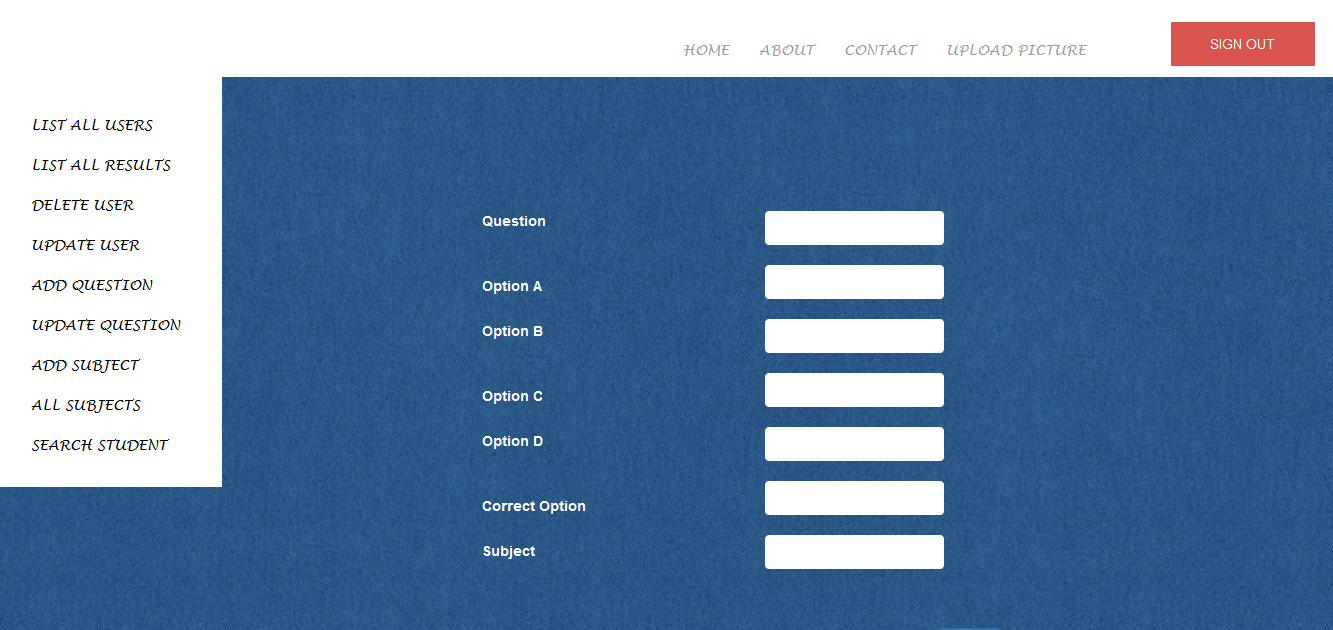 HOME ABOUT CONTACT UPLOAD PICTURE SIGN OUT
LIST ALL USERS
LIST ALL RESULTS
DELETE USER
UPDATE USER
ADD QUESTION
UPDATE QUESTION
ADD SUBJECT
ALL SUBJECTS
SEARCH STUDENT
Question
Option A
Option B
Option C
Option D
Correct Option
Subject